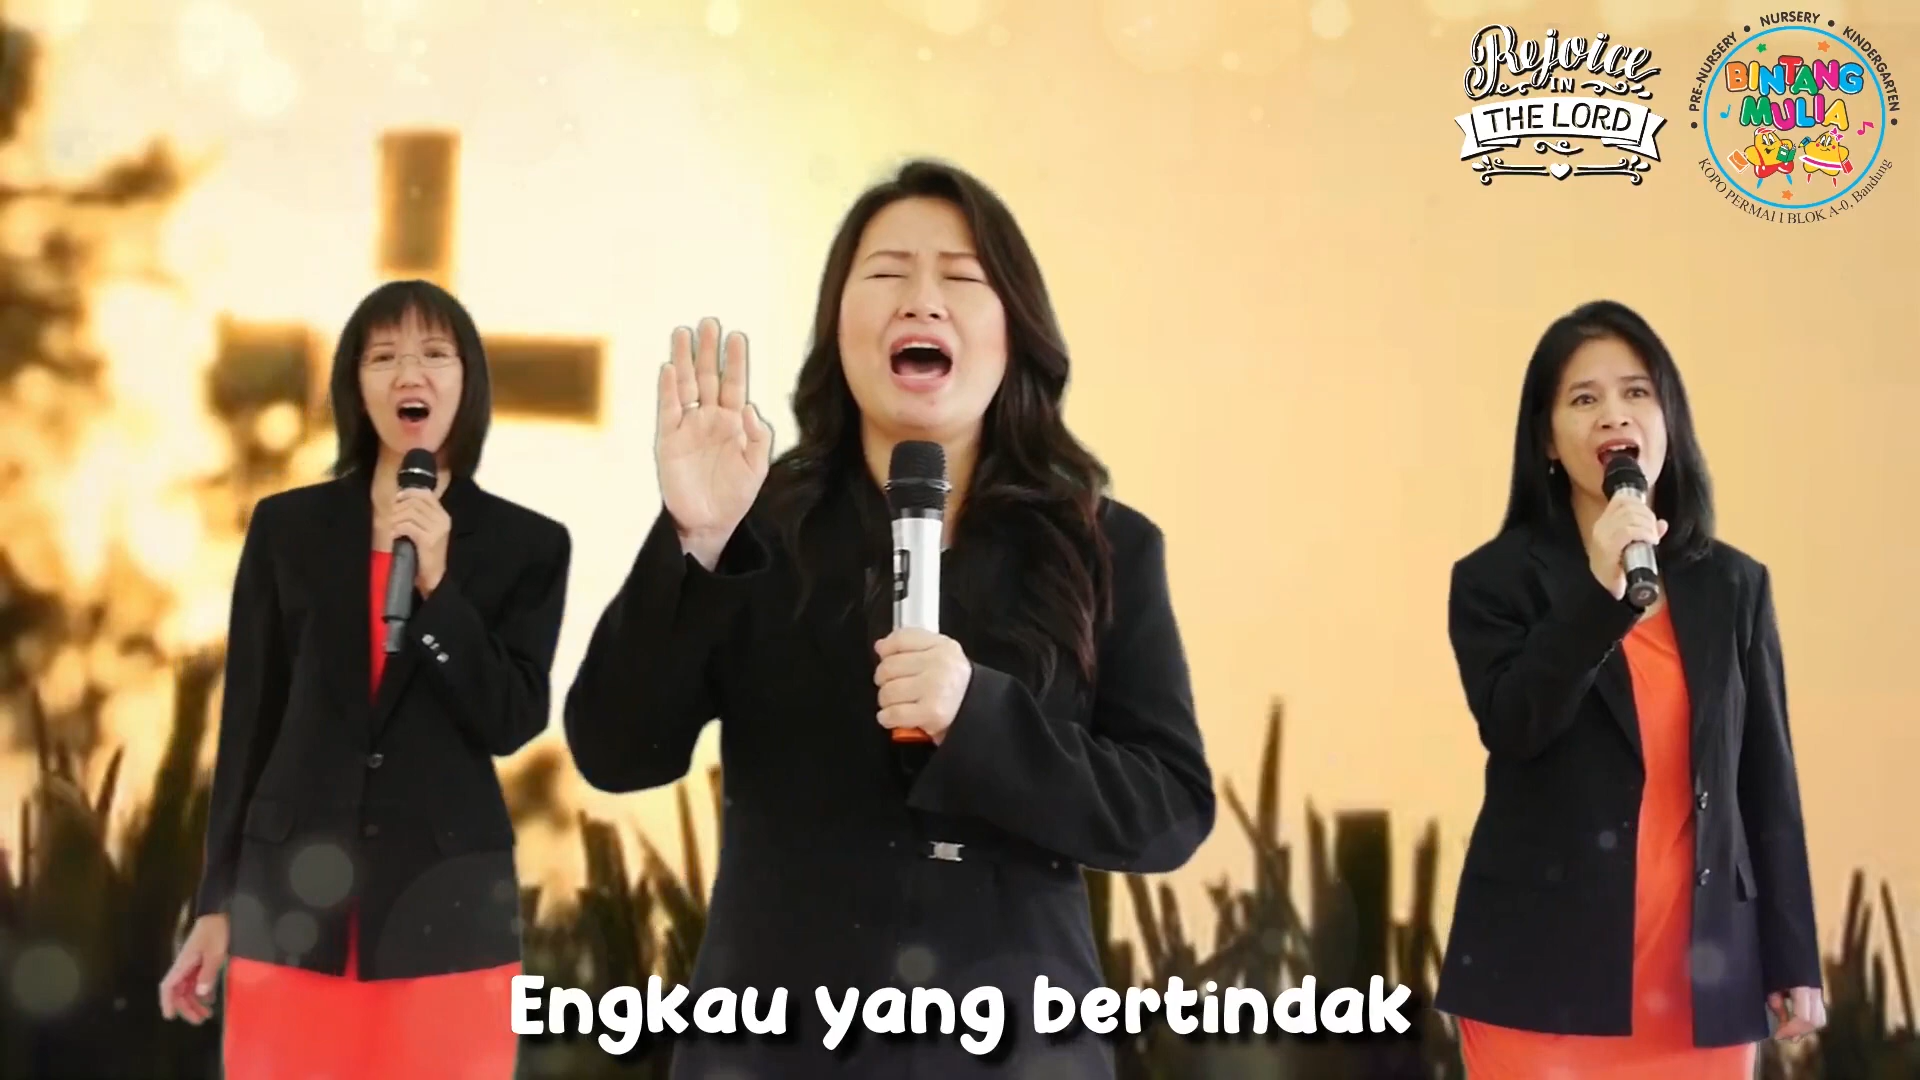 Rejoice
IN
THE LORD
• PRE-NURSERY • NURSERY • KINDERGARTEN •
BINTANG
MULIA
KOPO PERMAI I BLOK A-0, Bandung
Engkau yang bertindak